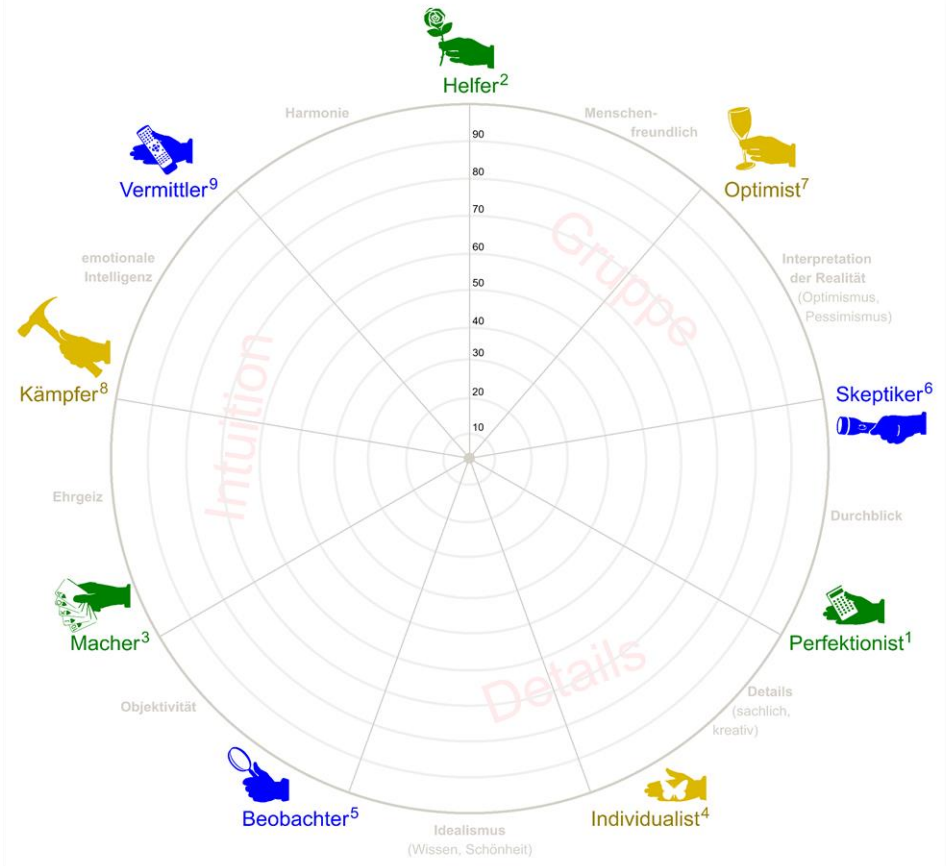 Helfer2
Harmonie
Menschen-
freundlich
Vermittler9
Optimist7
90
80
70
60
50
40
30
20
10
Gruppe
Intuition
Details
emotionale
Intelligenz
Interpretation
der Realität
(Optimismus,
Pessimismus)
Kämpfer8
Skeptiker6
Ehrgeiz
Durchblick
Macher3
Perfektionist1
Objektivität
Details
(sachlich,
kreativ)
Beobachter5
Individualist4
Idealismus
(Wissen, Schönheit)